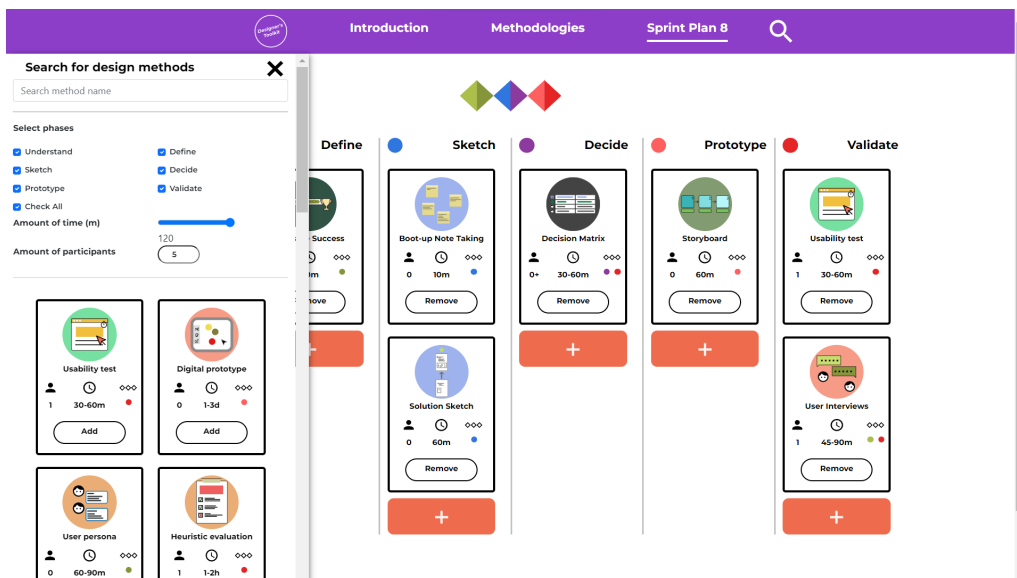 Designer's
Toolkit
Introduction
Methodologies
Sprint Plan 8
Search for design methods
Search method name
Select phases
Understand
Define
Sketch
Decide
Prototype
Validate
Check All
Amount of time (m)
120
Amount of participants
5
Usability test
1 30-60m
Add
Digital prototype
0 1-3d
Add
User persona
0 60-90m
Heuristic evaluation
1 1-2h
Define
Success
+
Sketch
Boot-up Note Taking
0 10m
Remove
Solution Sketch
0 60m
Remove
+
Decide
Decision Matrix
0+ 30-60m
Remove
+
Prototype
Storyboard
0 60m
Remove
+
Validate
Usability test
1 30-60m
Remove
User Interviews
1 45-90m
Remove
+